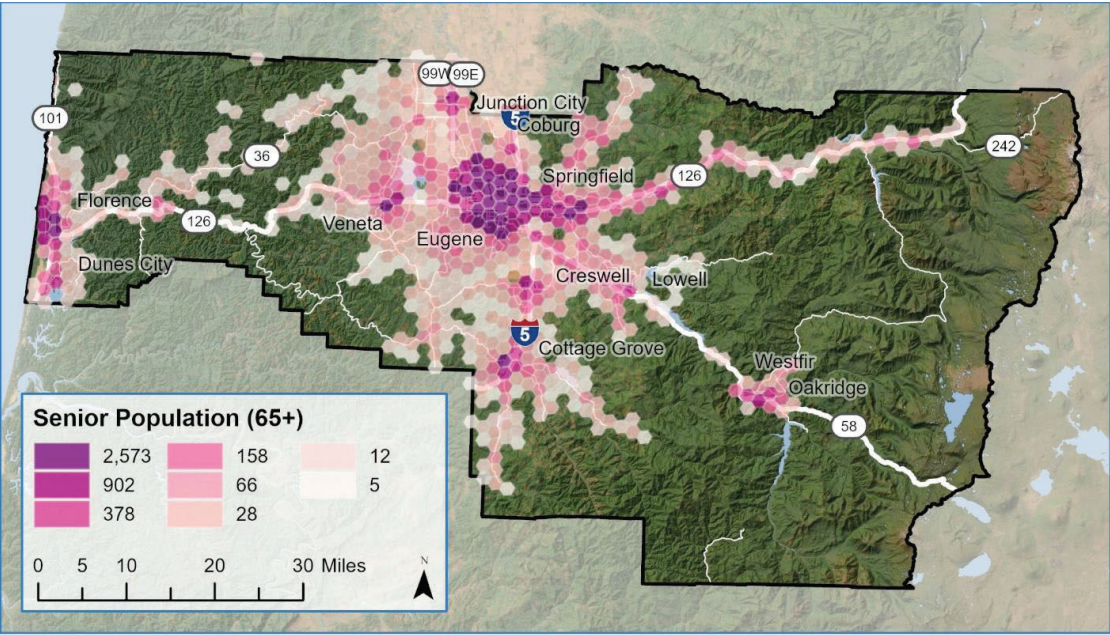 99W
99E
Junction City
5
Coburg
101
36
242
126
Springfield
Florence
126
Veneta
Eugene
Dunes City
Creswell
Lowell
5
Cottage Grove
Westfir
Oakridge
58
Senior Population (65+)
2,573 158 12
902 66 5
378 28
0 5 10 20 30 Miles
N